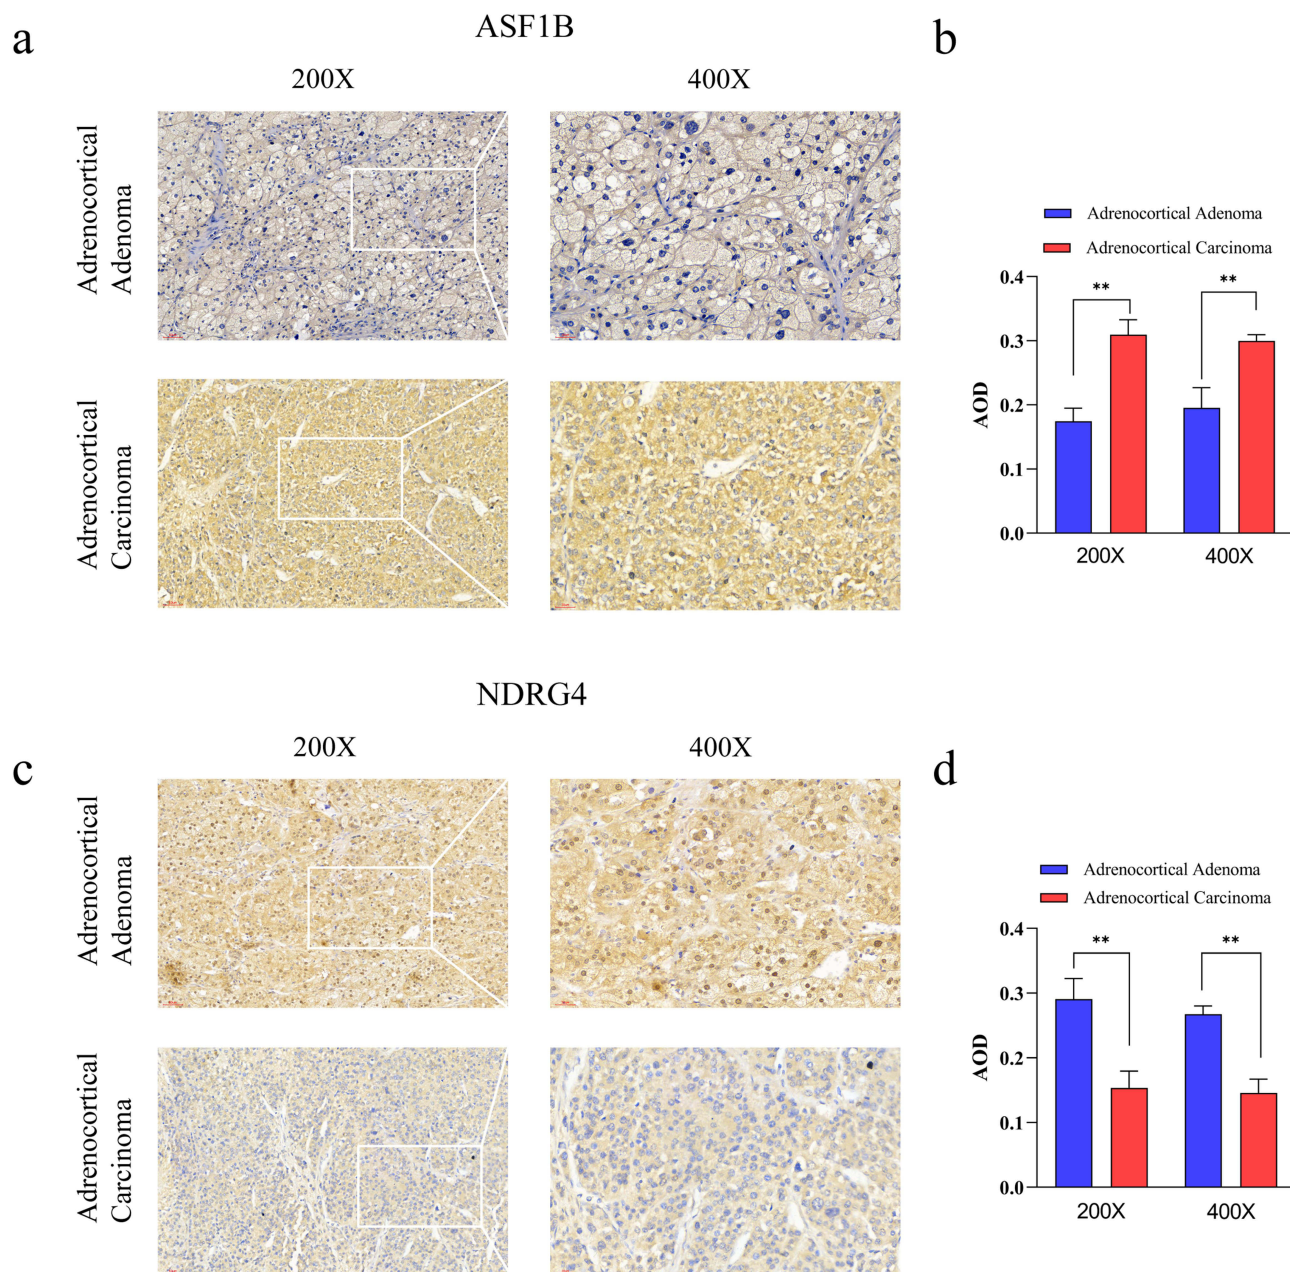 a
ASF1B
200X
400X
Adrenocortical
Adenoma
Adrenocortical
Carcinoma
b
Adrenocortical Adenoma
Adrenocortical Carcinoma
0.4
0.3
0.2
0.1
0.0
AOD
**
**
200X
400X
NDRG4
c
200X
400X
Adrenocortical
Adenoma
Adrenocortical
Carcinoma
d
Adrenocortical Adenoma
Adrenocortical Carcinoma
0.4
0.3
0.2
0.1
0.0
AOD
**
**
200X
400X